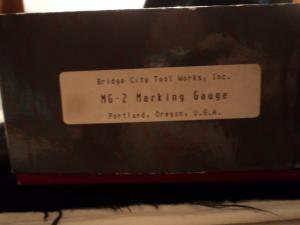 Bridge City Tool Works, Inc.
MG-2 Marking Gauge
Portland, Oregon, U.S.A.